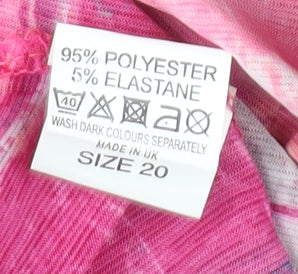 95% POLYESTER
5% ELASTANE
40
WASH DARK COLOURS SEPARATELY
MADE IN UK
SIZE 20